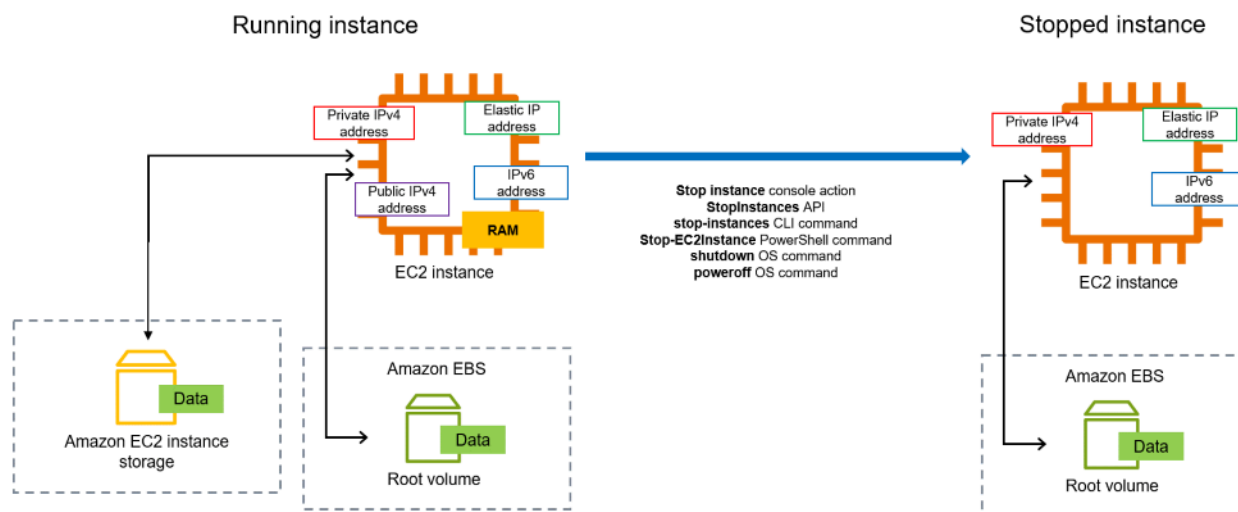 Running instance
Stopped instance
Private IPv4
address
Elastic IP
address
Public IPv4
address
IPv6
address
RAM
EC2 instance
Stop instance console action
StopInstances API
stop-instances CLI command
Stop-EC2Instance PowerShell command
shutdown OS command
poweroff OS command
Private IPv4
address
Elastic IP
address
IPv6
address
EC2 instance
Data
Amazon EC2 instance
storage
Amazon EBS
Data
Root volume
Amazon EBS
Data
Root volume